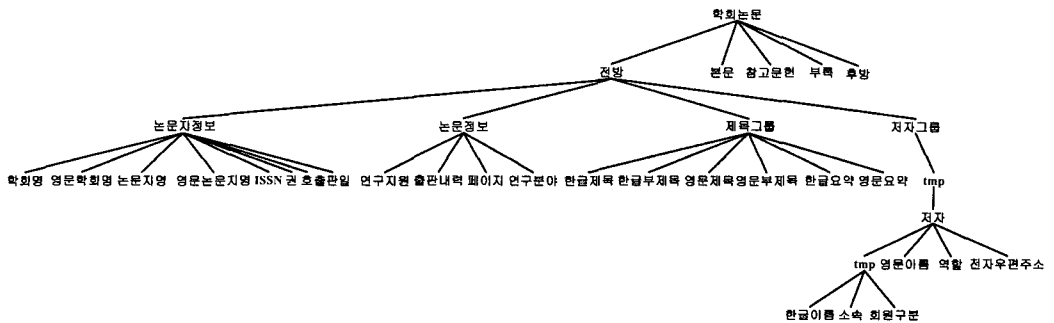 학회논문
전방 본문 참고문헌 부록 후방
논문지정보 논문정보 제목그룹 저자그룹
학회명 영문학회명 논문지명 영문논문지명 ISSN 권 호 출판일 연구지원 출판내력 페이지 연구분야 한글제목 한글부제목 영문제목 영문부제목 한글요약 영문요약 tmp
저자
tmp 영문이름 역할 전자우편주소
한글이름 소속 회원구분